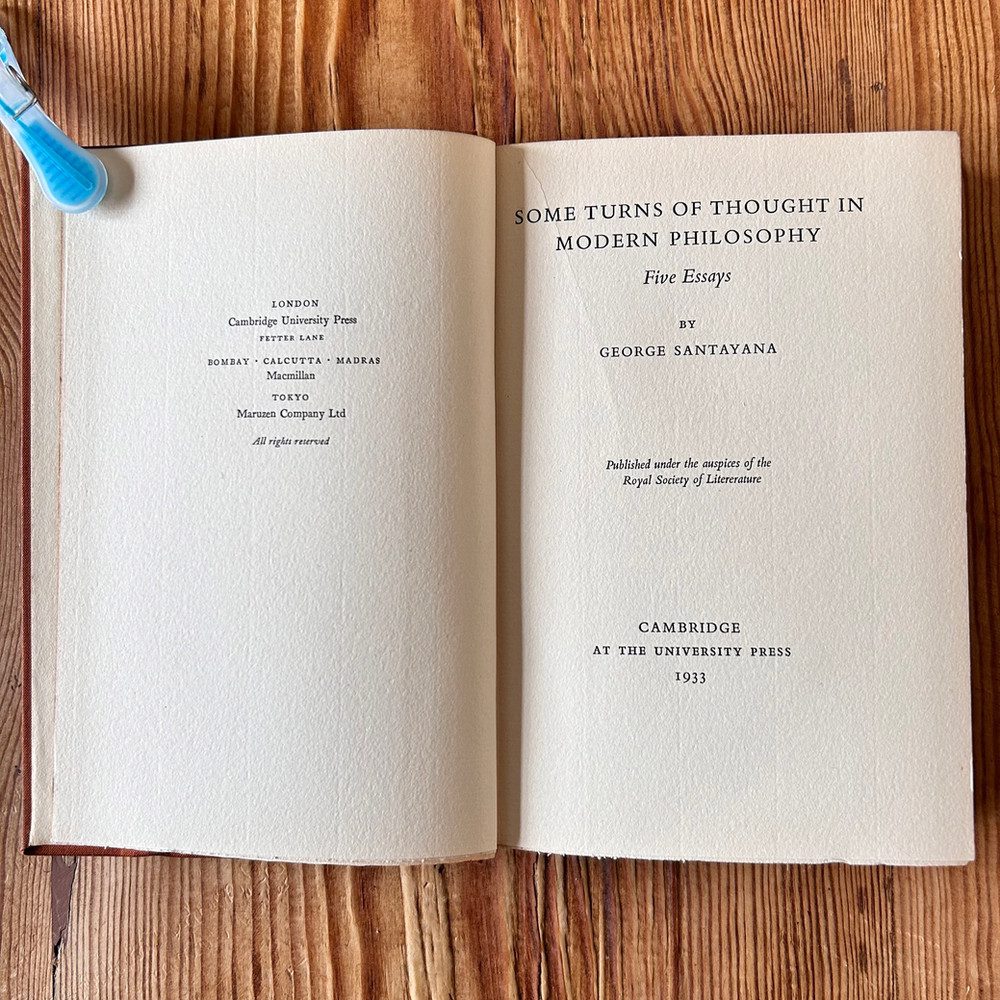 LONDON
Cambridge University Press
FETTER LANE
BOMBAY · CALCUTTA · MADRAS
Macmillan
TOKYO
Maruzen Company Ltd
All rights reserved
SOME TURNS OF THOUGHT IN
MODERN PHILOSOPHY
Five Essays
BY
GEORGE SANTAYANA
Published under the auspices of the
Royal Society of Litererature
CAMBRIDGE
AT THE UNIVERSITY PRESS
1933